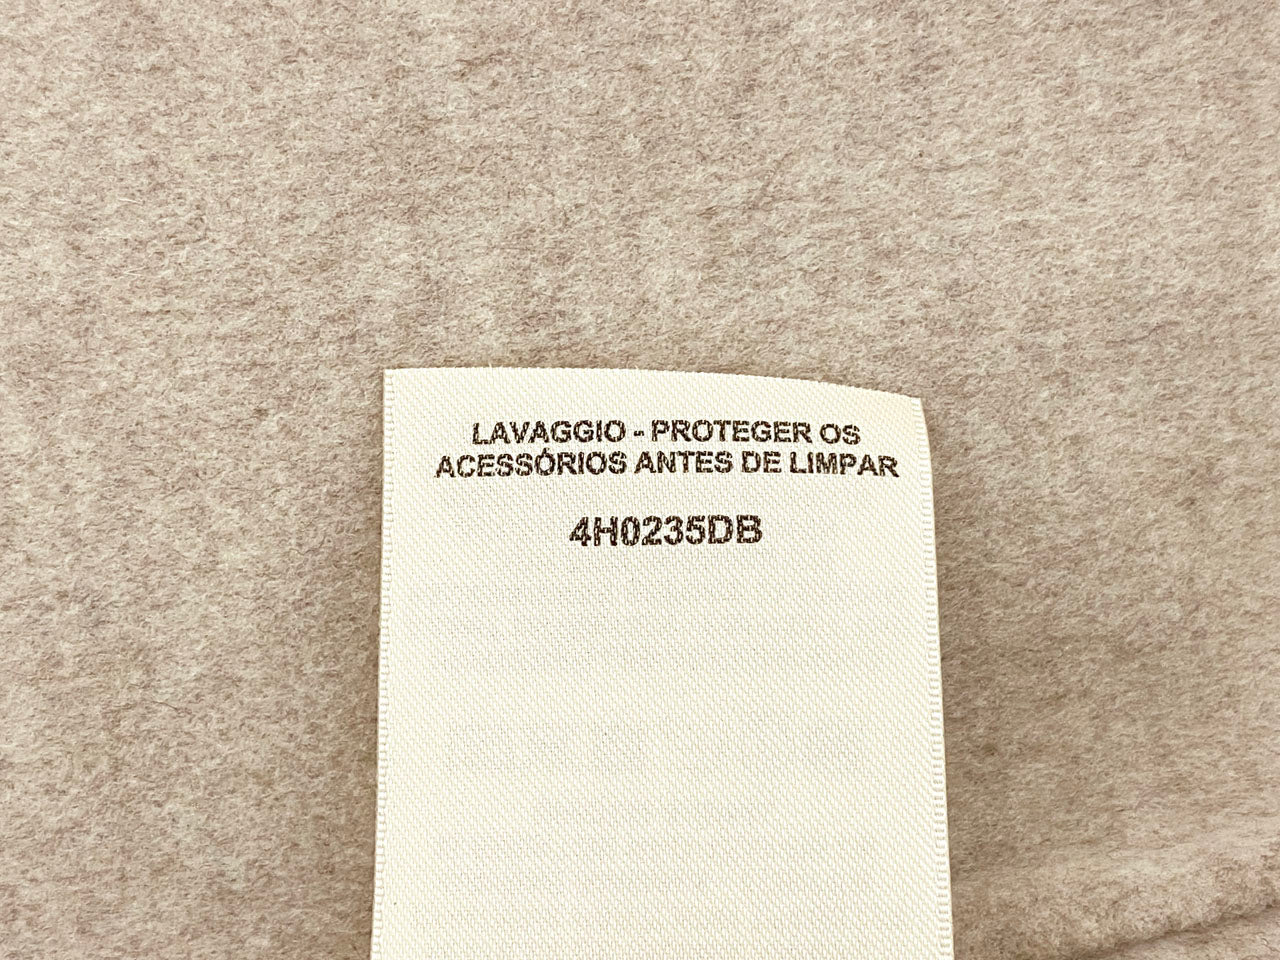 LAVAGGIO - PROTEGER OS
ACESSÓRIOS ANTES DE LIMPAR
4H0235DB